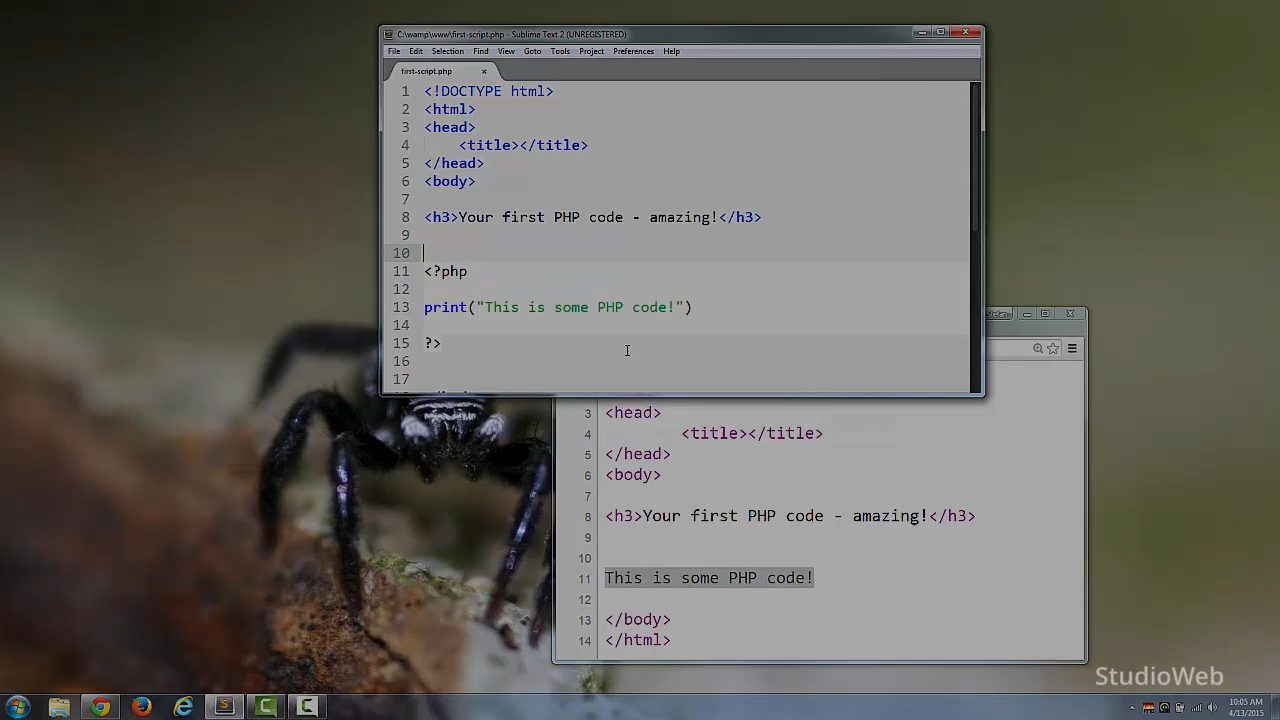 C:\wamp\www\first-script.php - Sublime Text 2 (UNREGISTERED)
File Edit Selection Find View Goto Tools Project Preferences Help
first-script.php ×
1 <!DOCTYPE html>
2 <html>
3 <head>
4 <title></title>
5 </head>
6 <body>
7
8 <h3>Your first PHP code - amazing!</h3>
9
10
11 <?php
12
13 print("This is some PHP code!")
14
15 ?>
16
17
3 <head>
4 <title></title>
5 </head>
6 <body>
7
8 <h3>Your first PHP code - amazing!</h3>
9
10
11 This is some PHP code!
12
13 </body>
14 </html>
StudioWeb
10:05 AM
4/13/2015